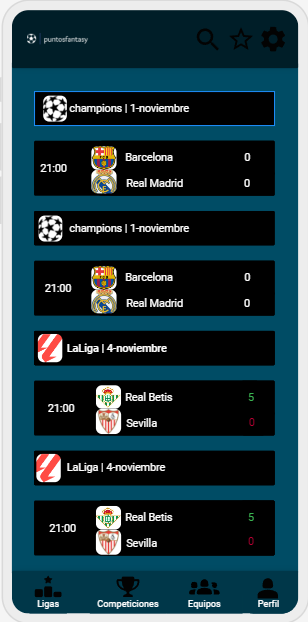 puntosfantasy
champions | 1-noviembre
21:00
Barcelona 0
Real Madrid 0
champions | 1-noviembre
21:00
Barcelona 0
Real Madrid 0
LaLiga | 4-noviembre
21:00
Real Betis 5
Sevilla 0
LaLiga | 4-noviembre
21:00
Real Betis 5
Sevilla 0
Ligas Competiciones Equipos Perfil